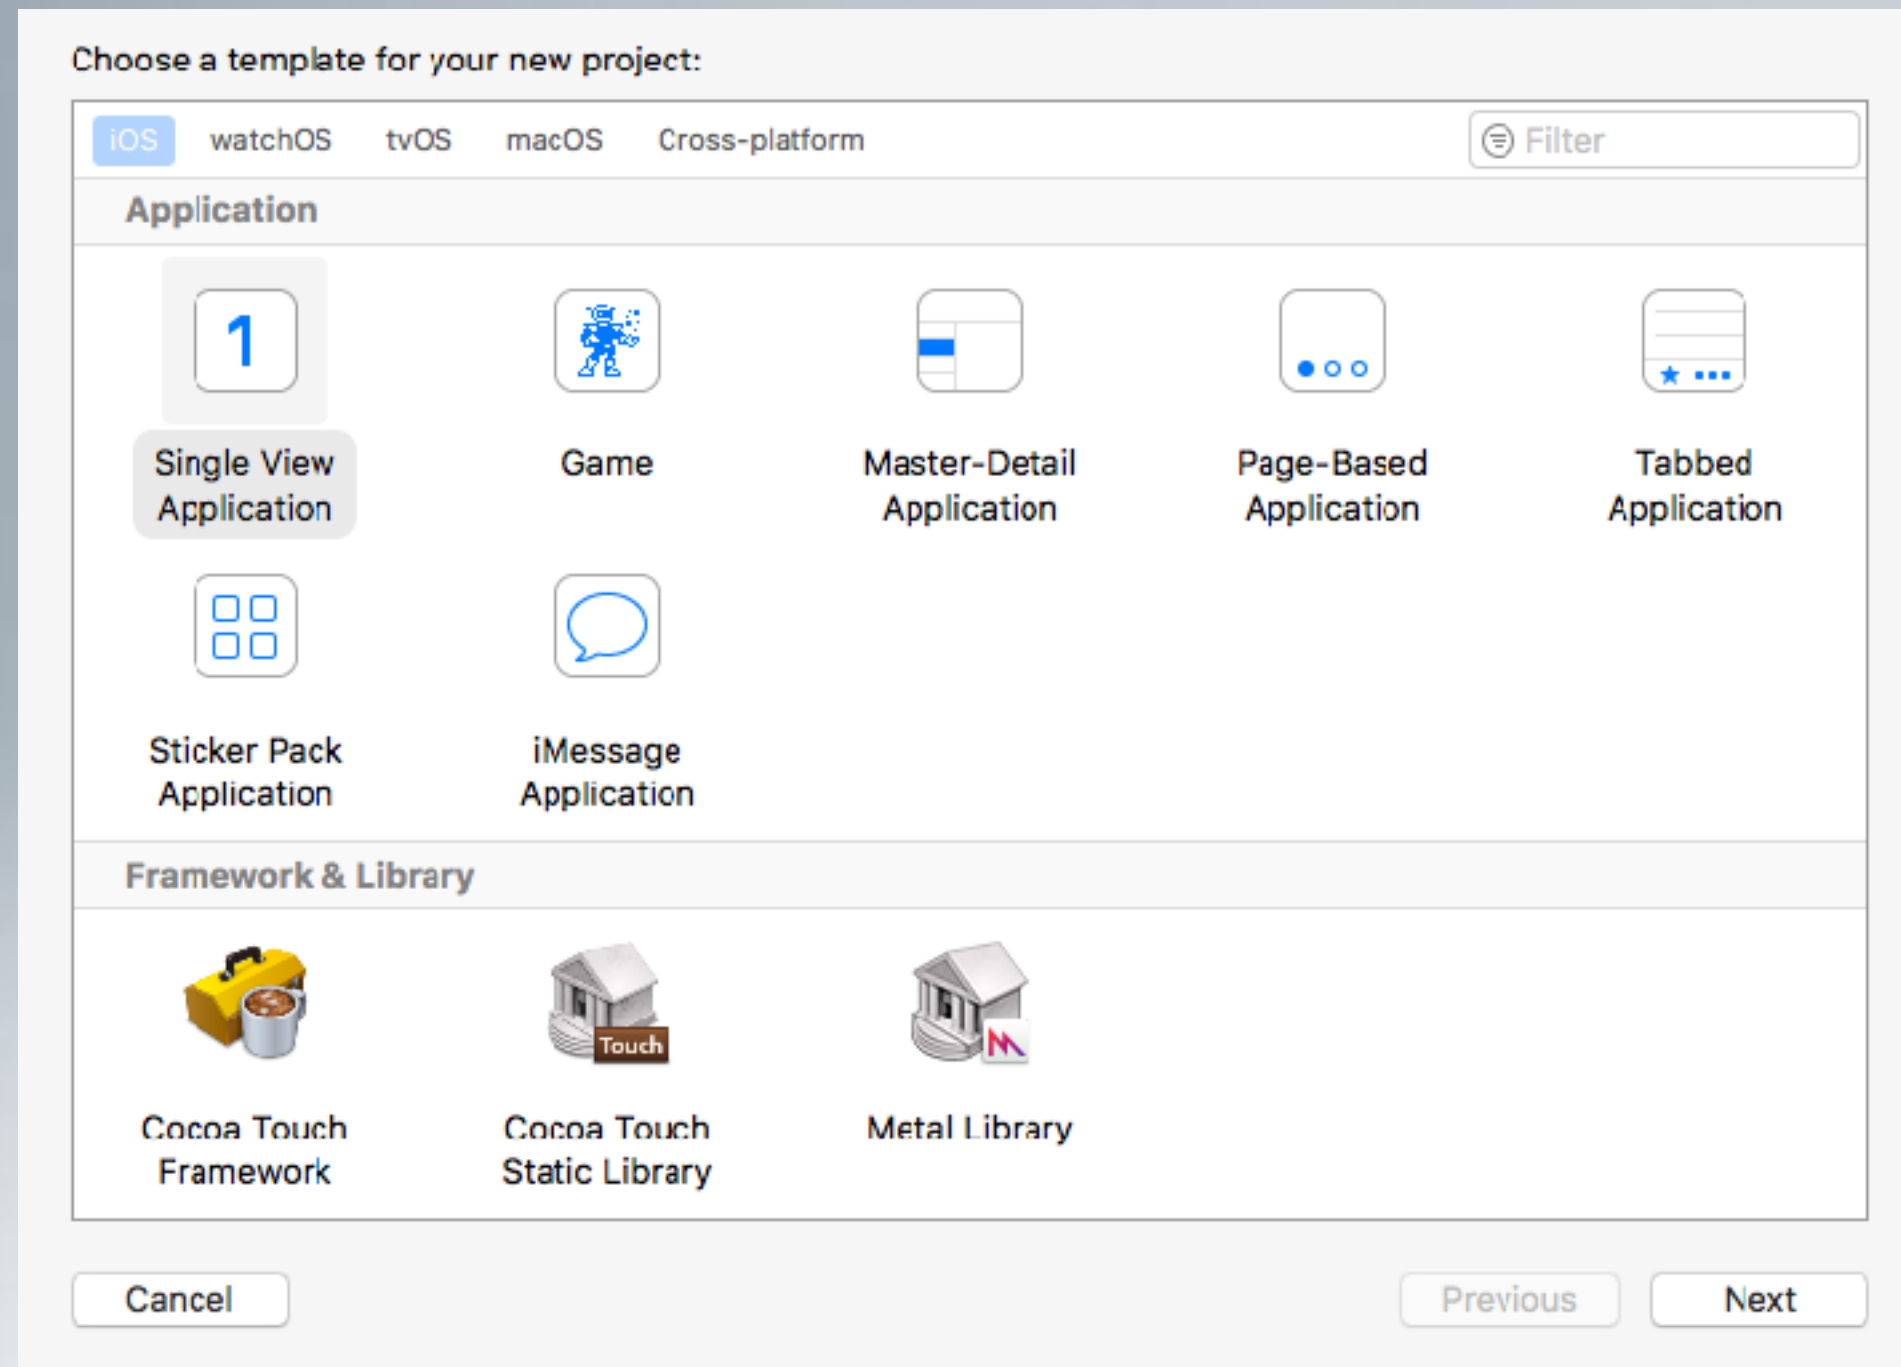 Choose a template for your new project:
iOS watchOS tvOS macOS Cross-platform Filter
Application
1
Single View Application
Game
Master-Detail Application
Page-Based Application
Tabbed Application
Sticker Pack Application
iMessage Application
Framework & Library
Touch
Cocoa Touch Framework
Cocoa Touch Static Library
Metal Library
Cancel Previous Next